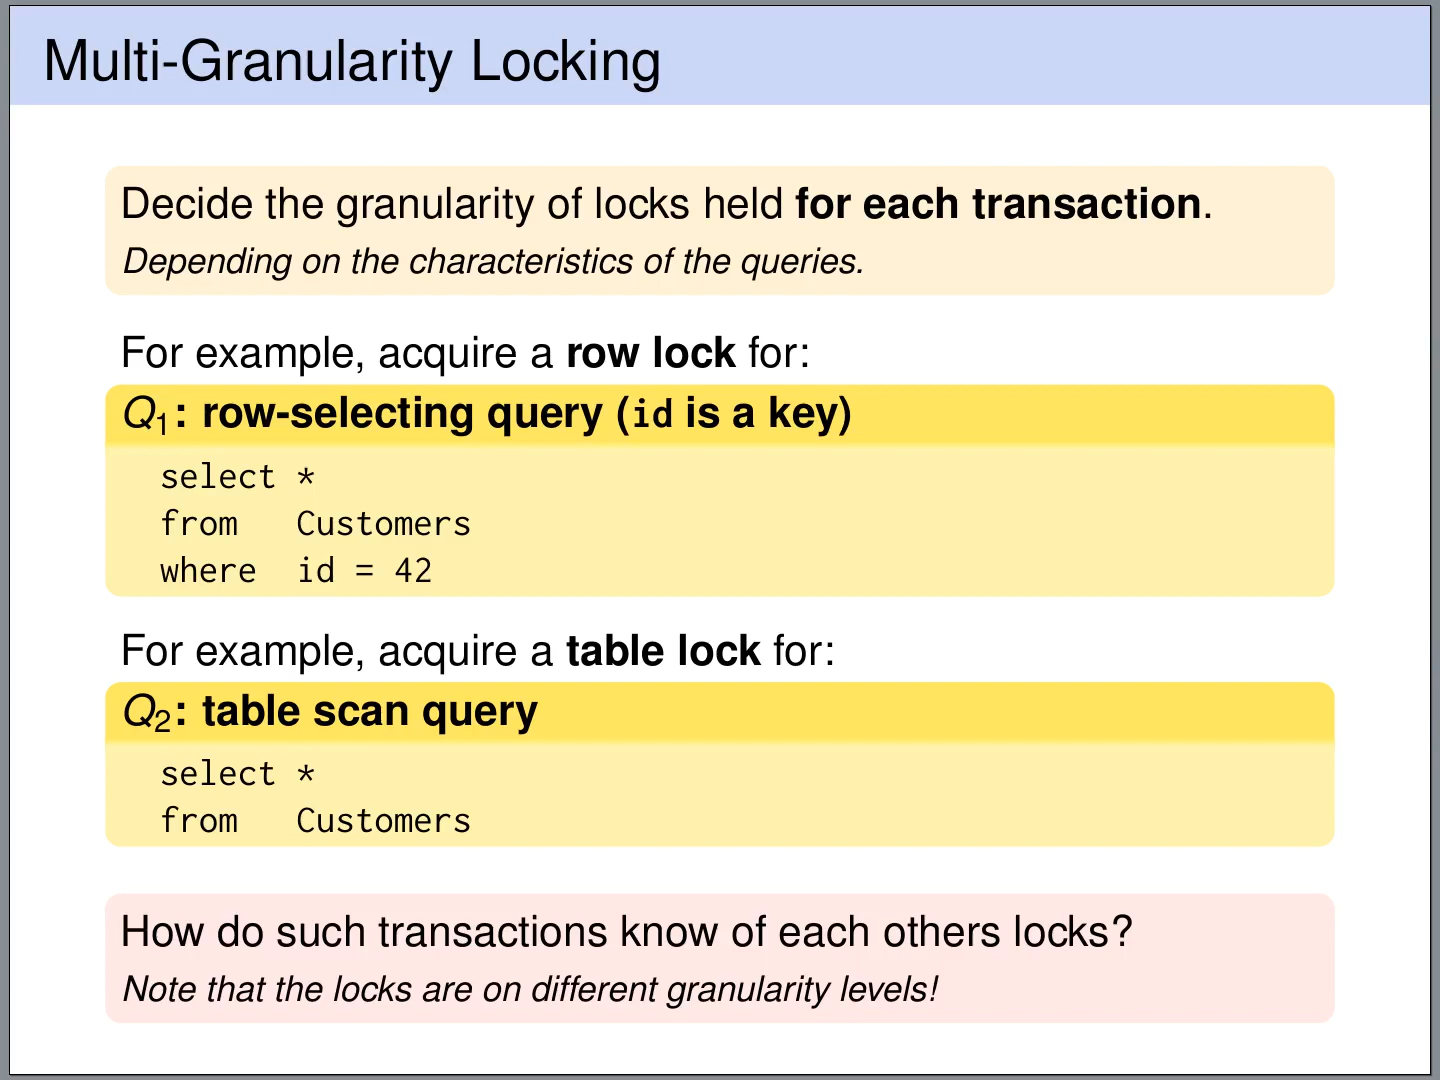 Multi-Granularity Locking
Decide the granularity of locks held for each transaction.
Depending on the characteristics of the queries.
For example, acquire a row lock for:
Q1: row-selecting query (id is a key)
select *
from   Customers
where  id = 42
For example, acquire a table lock for:
Q2: table scan query
select *
from   Customers
How do such transactions know of each others locks?
Note that the locks are on different granularity levels!